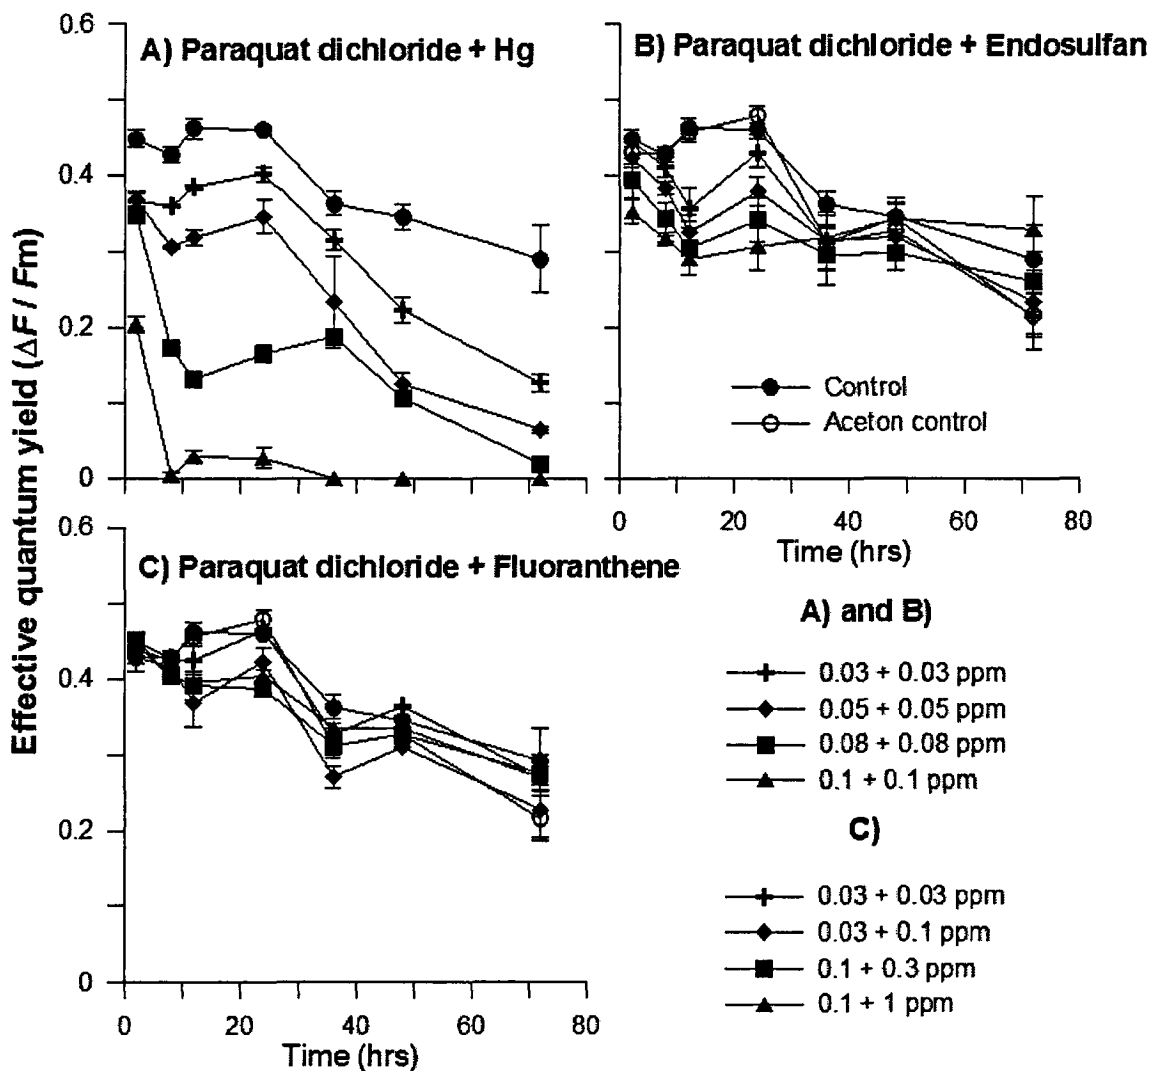 Effective quantum yield (ΔF / Fm)
A) Paraquat dichloride + Hg
0.6
0.4
0.2
0
B) Paraquat dichloride + Endosulfan
Control
Aceton control
0 20 40 60 80
Time (hrs)
C) Paraquat dichloride + Fluoranthene
0.6
0.4
0.2
0
0 20 40 60 80
Time (hrs)
A) and B)
0.03 + 0.03 ppm
0.05 + 0.05 ppm
0.08 + 0.08 ppm
0.1 + 0.1 ppm
C)
0.03 + 0.03 ppm
0.03 + 0.1 ppm
0.1 + 0.3 ppm
0.1 + 1 ppm